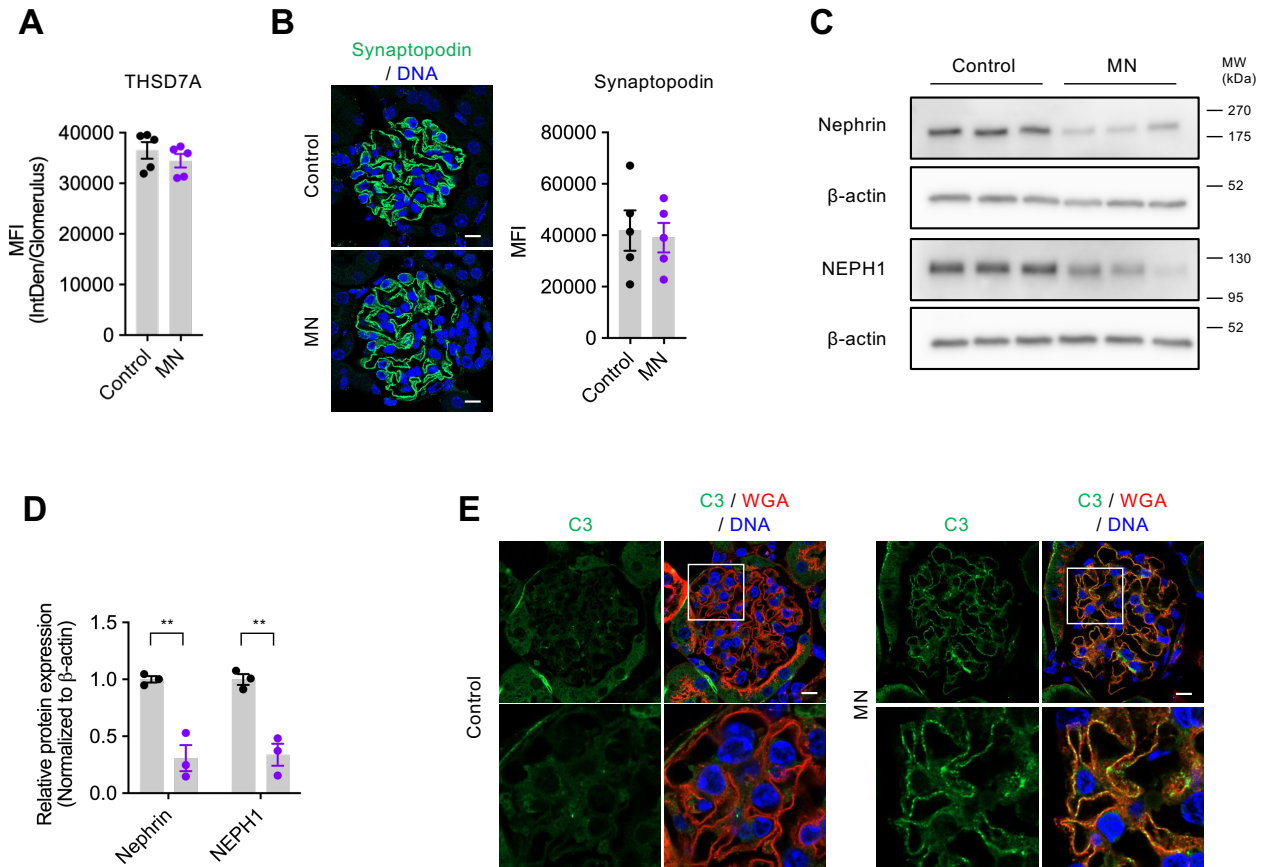 A
THSD7A
MFI
(IntDen/Glomerulus)
40000
30000
20000
10000
0
Control
MN
B
Synaptopodin
/ DNA
Control
MN
Synaptopodin
MFI
80000
60000
40000
20000
0
Control
MN
C
Control
MN
MW
(kDa)
Nephrin
270
175
β-actin
52
NEPH1
130
95
β-actin
52
D
Relative protein expression
(Normalized to β-actin)
1.5
1.0
0.5
0.0
**
**
Nephrin
NEPH1
E
C3
C3 / WGA
/ DNA
Control
C3
C3 / WGA
/ DNA
MN